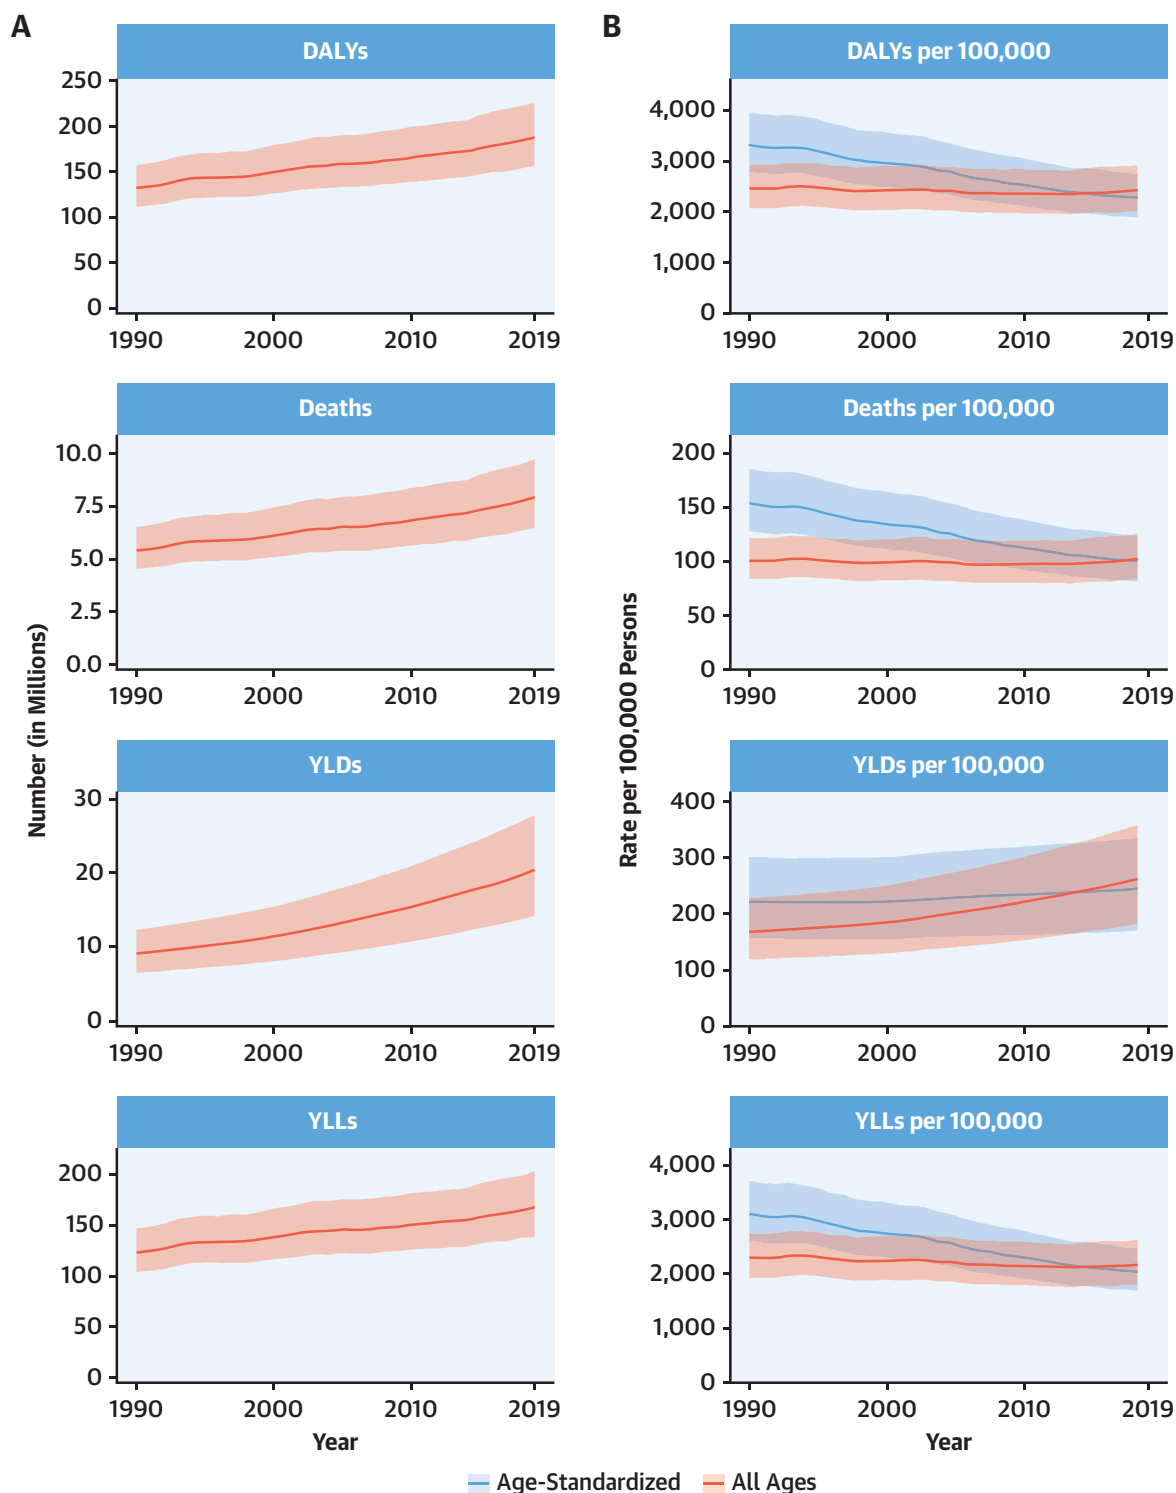 A
B
DALYs
250
200
150
100
50
0
1990 2000 2010 2019
DALYs per 100,000
4,000
3,000
2,000
1,000
0
1990 2000 2010 2019
Deaths
10.0
7.5
5.0
2.5
0.0
1990 2000 2010 2019
Deaths per 100,000
200
150
100
50
0
1990 2000 2010 2019
Number (in Millions)
Rate per 100,000 Persons
YLDs
30
20
10
0
1990 2000 2010 2019
YLDs per 100,000
400
300
200
100
0
1990 2000 2010 2019
YLLs
200
150
100
50
0
1990 2000 2010 2019
Year
YLLs per 100,000
4,000
3,000
2,000
1,000
0
1990 2000 2010 2019
Year
Age-Standardized All Ages